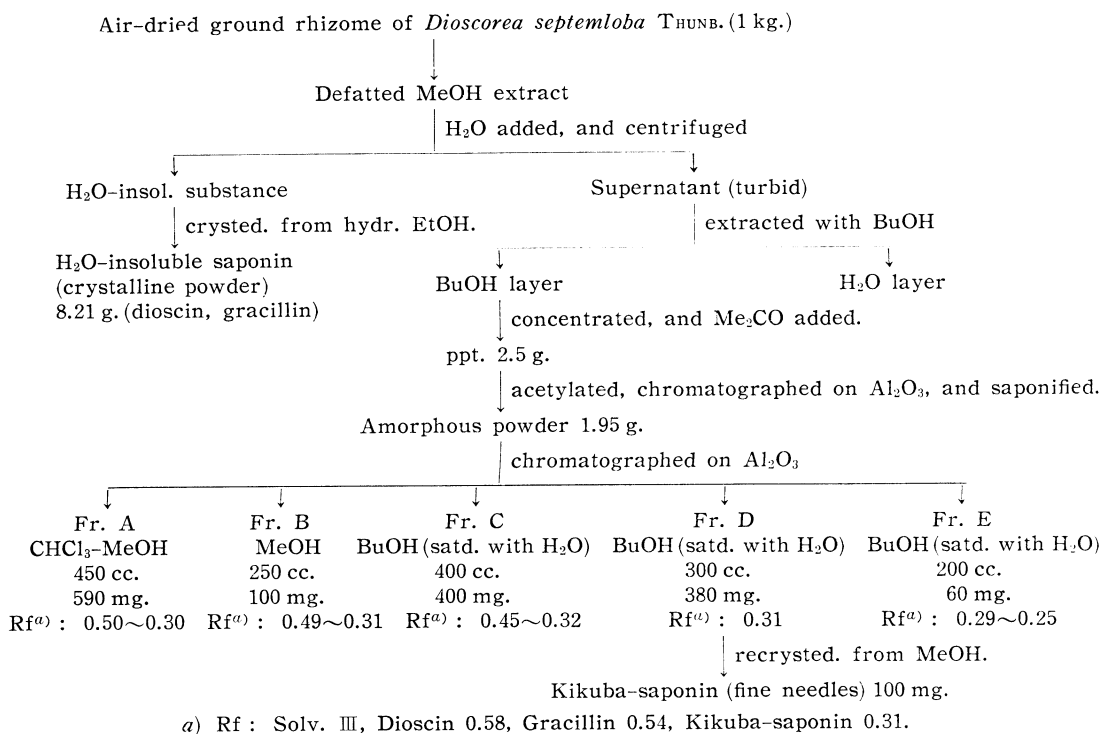 Air-dried ground rhizome of Dioscorea septemloba THUNB. (1 kg.)
Defatted MeOH extract
H₂O added, and centrifuged
H₂O-insol. substance
Supernatant (turbid)
crysted. from hydr. EtOH.
extracted with BuOH
H₂O-insoluble saponin
(crystalline powder)
8.21 g. (dioscin, gracillin)
BuOH layer
H₂O layer
concentrated, and Me₂CO added.
ppt. 2.5 g.
acetylated, chromatographed on Al₂O₃, and saponified.
Amorphous powder 1.95 g.
chromatographed on Al₂O₃
Fr. A
CHCl₃-MeOH
450 cc.
590 mg.
Rfᵃ⁾ : 0.50~0.30
Fr. B
MeOH
250 cc.
100 mg.
Rfᵃ⁾ : 0.49~0.31
Fr. C
BuOH (satd. with H₂O)
400 cc.
400 mg.
Rfᵃ⁾ : 0.45~0.32
Fr. D
BuOH (satd. with H₂O)
300 cc.
380 mg.
Rfᵃ⁾ : 0.31
Fr. E
BuOH (satd. with H₂O)
200 cc.
60 mg.
Rfᵃ⁾ : 0.29~0.25
recrysted. from MeOH.
Kikuba-saponin (fine needles) 100 mg.
a) Rf : Solv. Ⅲ, Dioscin 0.58, Gracillin 0.54, Kikuba-saponin 0.31.